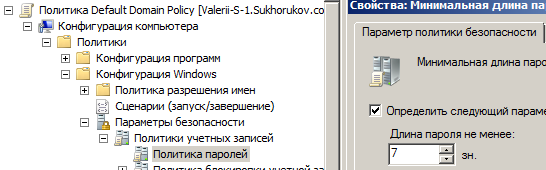 Политика Default Domain Policy [Valerii-S-1.Sukhorukov.co
Конфигурация компьютера
Политики
Конфигурация программ
Конфигурация Windows
Политика разрешения имен
Сценарии (запуск/завершение)
Параметры безопасности
Политики учетных записей
Политика паролей
Политика блокировки учетной за
Свойства: Минимальная длина па
Параметр политики безопасности
Минимальная длина паро
Определить следующий параме
Длина пароля не менее:
7 зн.